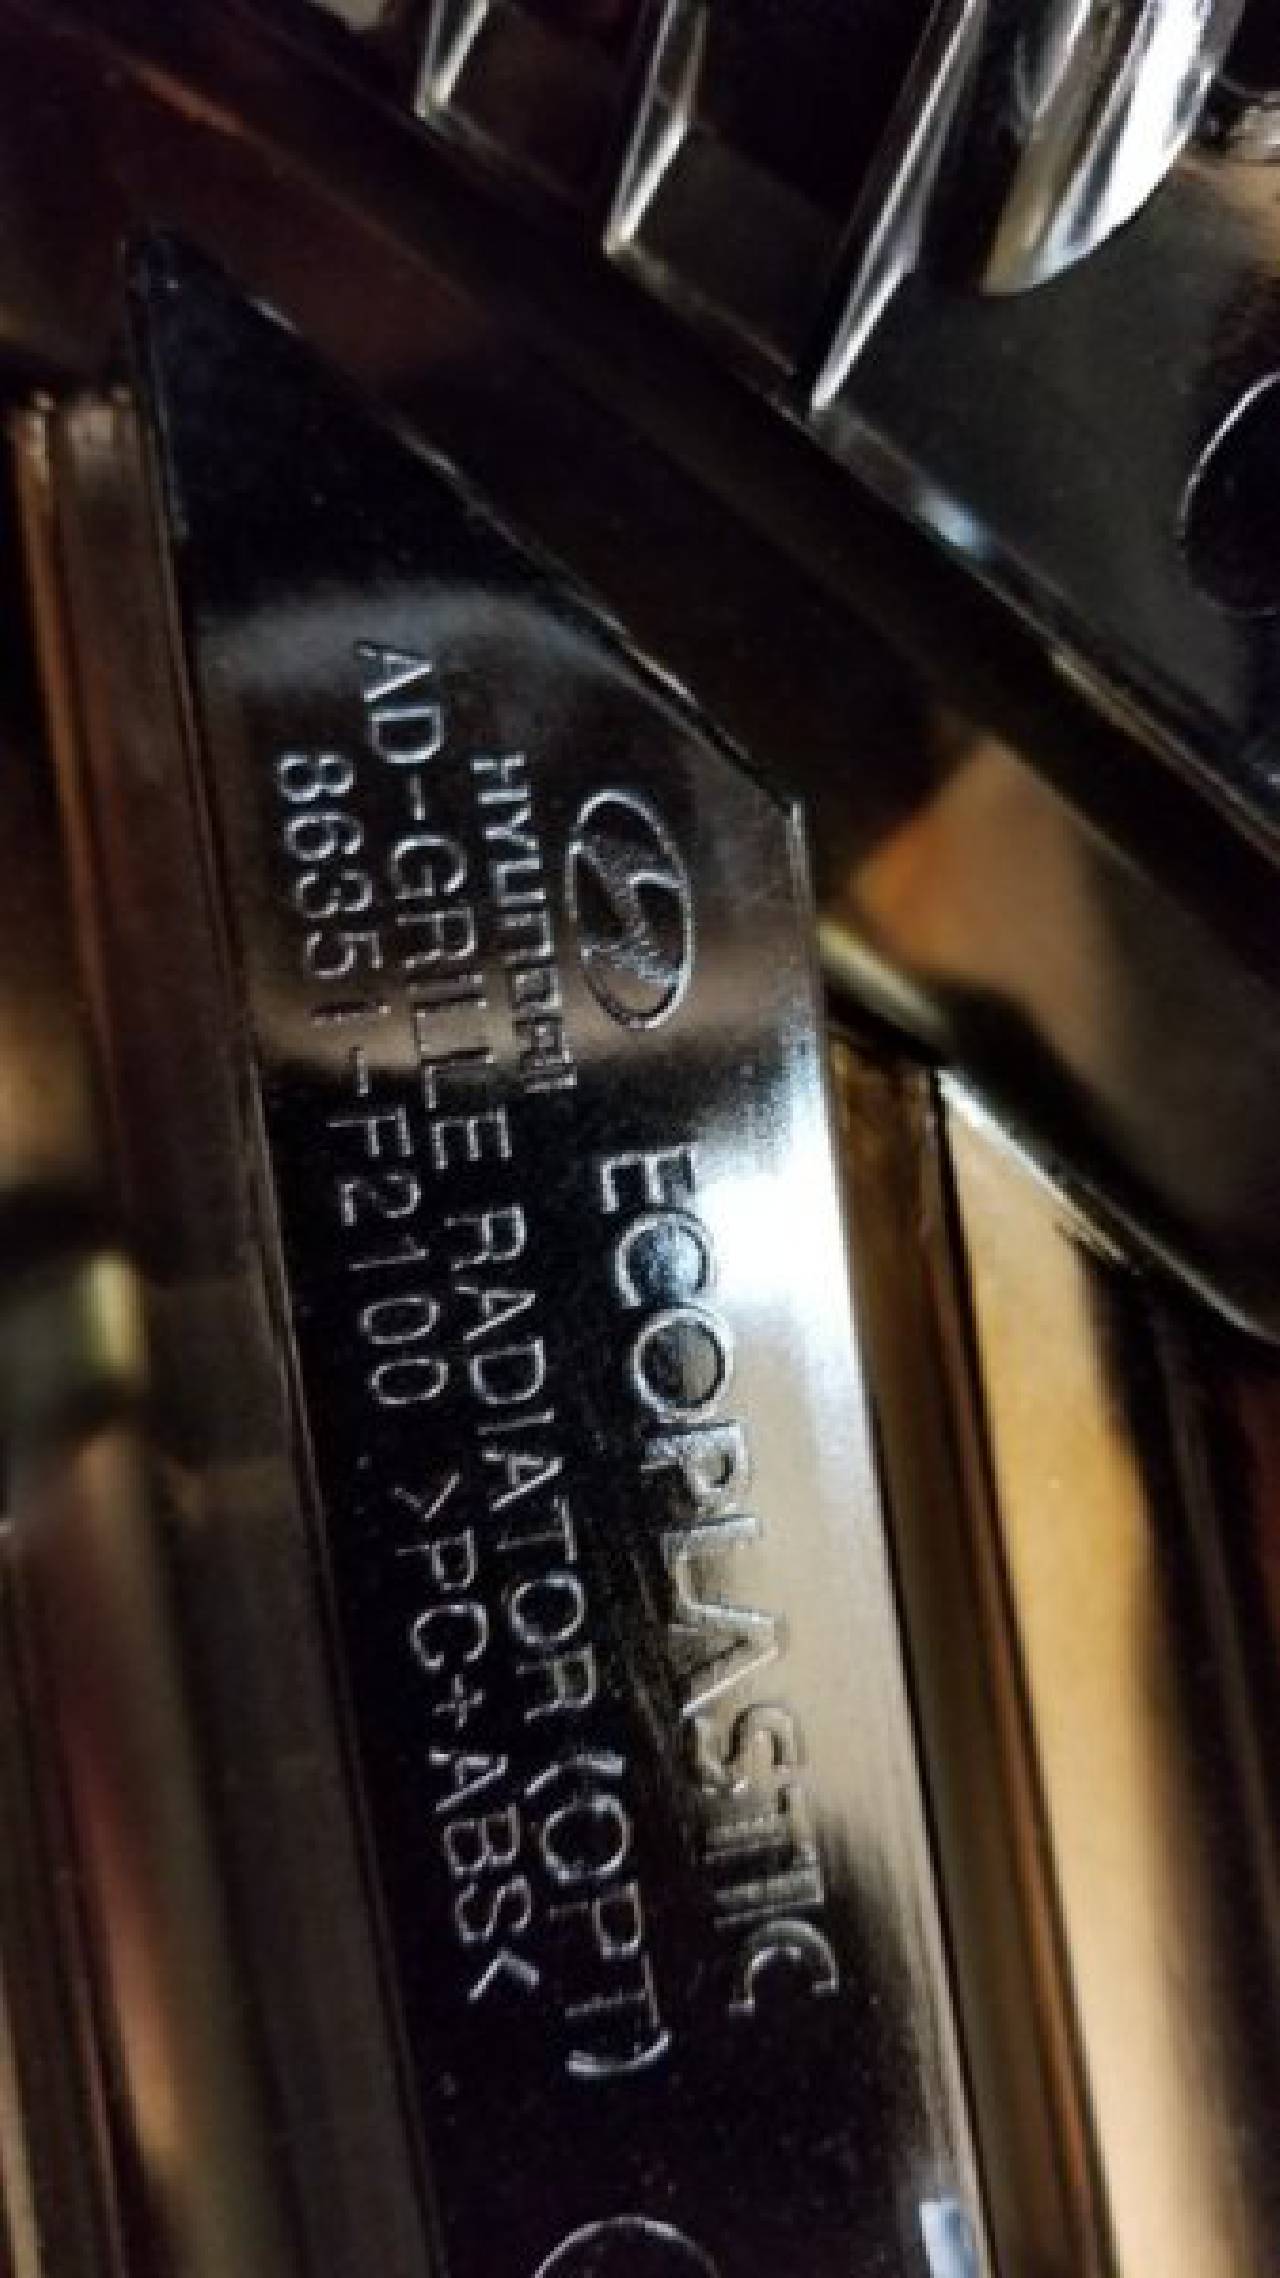 HYUNDAI ECOPLASTIC
AD-GRILLE RADIATOR (OPT)
86351-F2100 >PC+ABS<